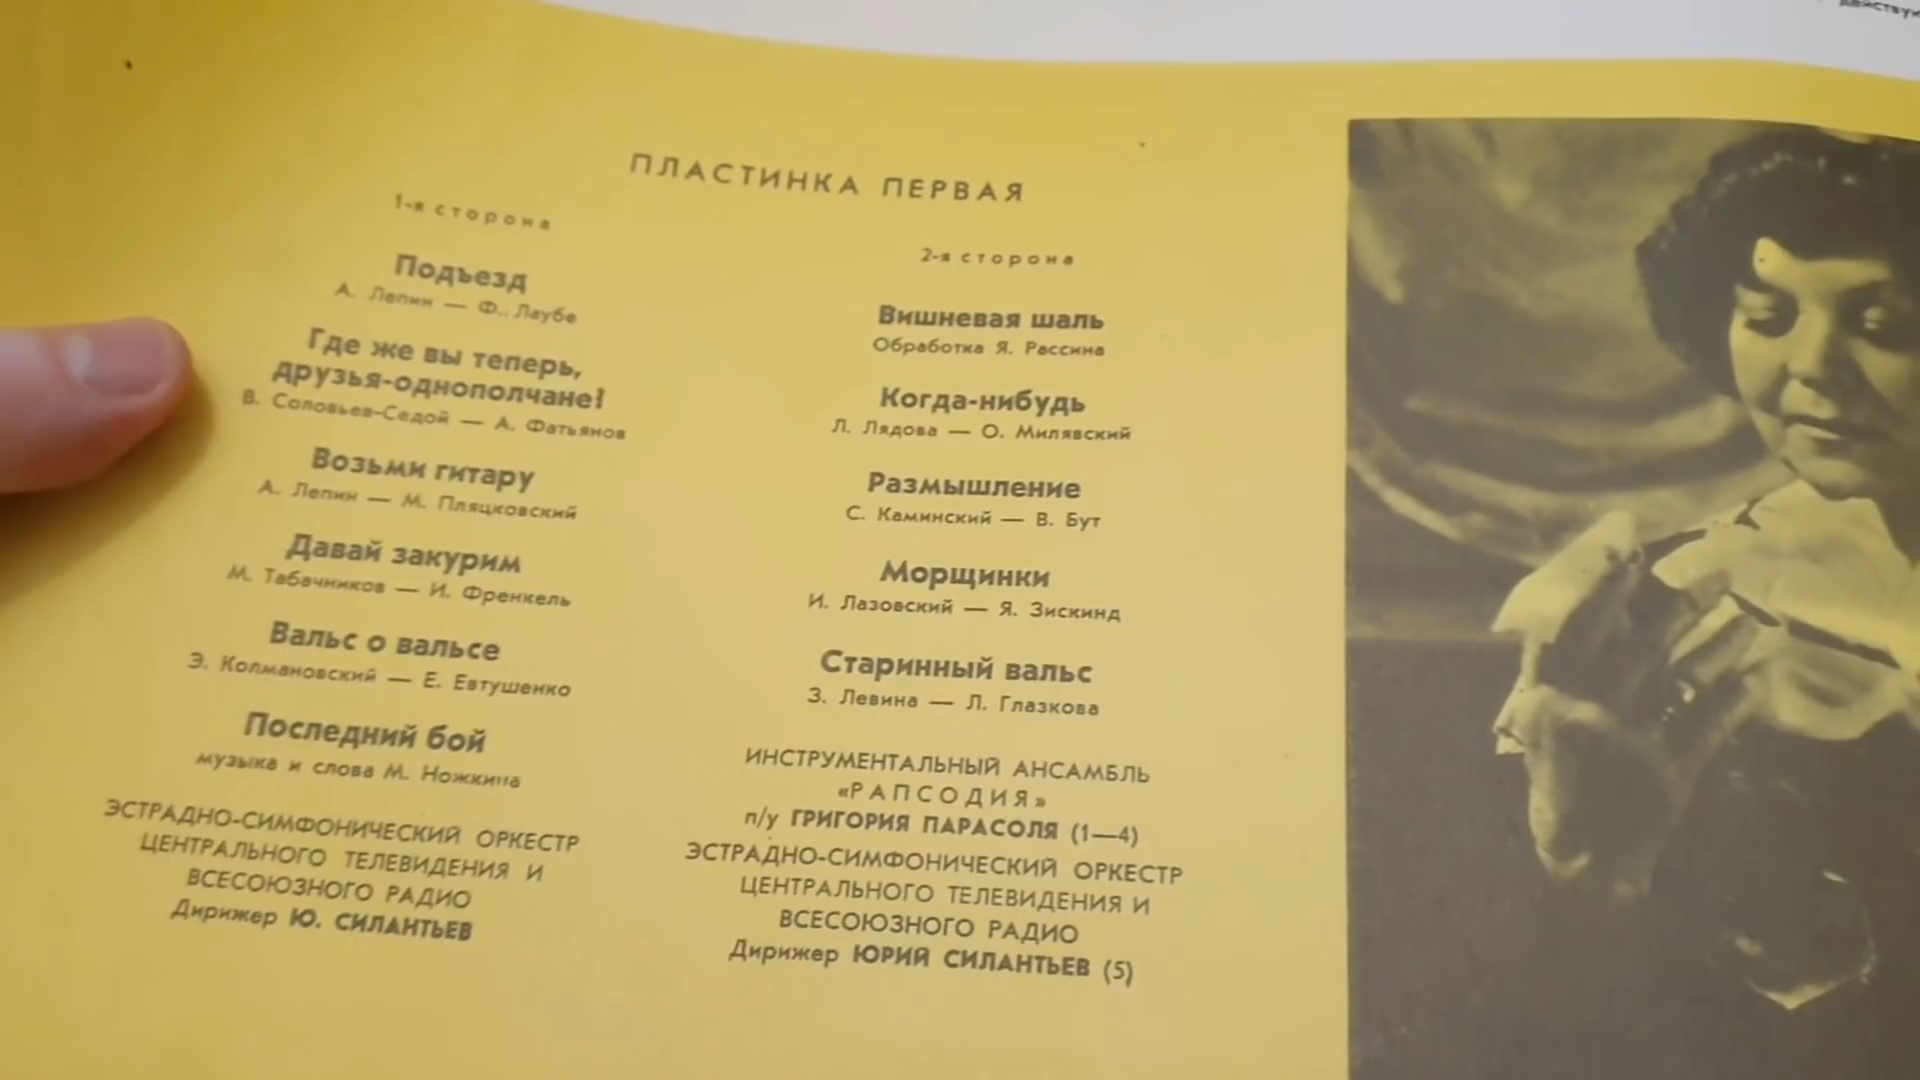 ПЛАСТИНКА ПЕРВАЯ
1-я сторона
Подъезд
А. Лепин — Ф. Лаубе
Где же вы теперь,
друзья-однополчане?
В. Соловьев-Седой — А. Фатьянов
Возьми гитару
А. Лепин — М. Пляцковский
Давай закурим
М. Табачников — И. Френкель
Вальс о вальсе
Э. Колмановский — Е. Евтушенко
Последний бой
музыка и слова М. Ножкина
ЭСТРАДНО-СИМФОНИЧЕСКИЙ ОРКЕСТР
ЦЕНТРАЛЬНОГО ТЕЛЕВИДЕНИЯ И
ВСЕСОЮЗНОГО РАДИО
Дирижер Ю. СИЛАНТЬЕВ
2-я сторона
Вишневая шаль
Обработка Я. Рассина
Когда-нибудь
Л. Лядова — О. Милявский
Размышление
С. Каминский — В. Бут
Морщинки
И. Лазовский — Я. Зискинд
Старинный вальс
З. Левина — Л. Глазкова
ИНСТРУМЕНТАЛЬНЫЙ АНСАМБЛЬ
«РАПСОДИЯ»
п/у ГРИГОРИЯ ПАРАСОЛЯ (1—4)
ЭСТРАДНО-СИМФОНИЧЕСКИЙ ОРКЕСТР
ЦЕНТРАЛЬНОГО ТЕЛЕВИДЕНИЯ И
ВСЕСОЮЗНОГО РАДИО
Дирижер ЮРИЙ СИЛАНТЬЕВ (5)